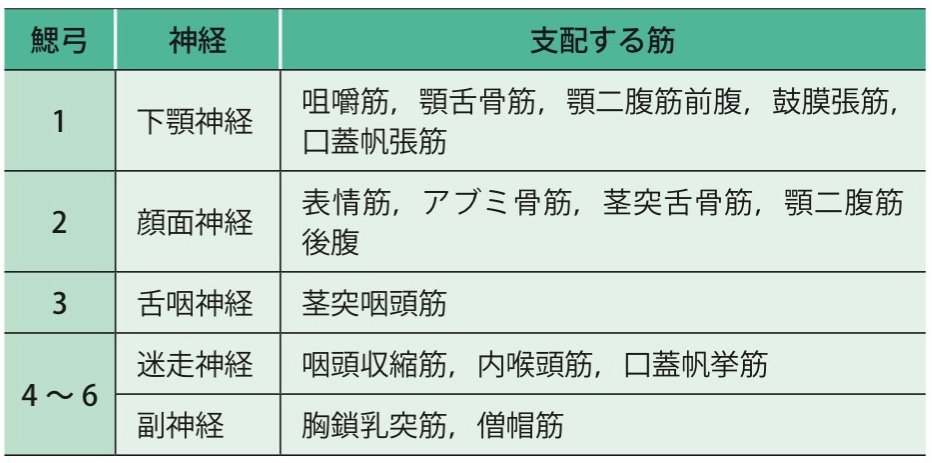 鰓弓 神経 支配する筋
1 下顎神経 咀嚼筋，顎舌骨筋，顎二腹筋前腹，鼓膜張筋，
口蓋帆張筋
2 顔面神経 表情筋，アブミ骨筋，茎突舌骨筋，顎二腹筋
後腹
3 舌咽神経 茎突咽頭筋
4～6 迷走神経 咽頭収縮筋，内喉頭筋，口蓋帆挙筋
副神経 胸鎖乳突筋，僧帽筋